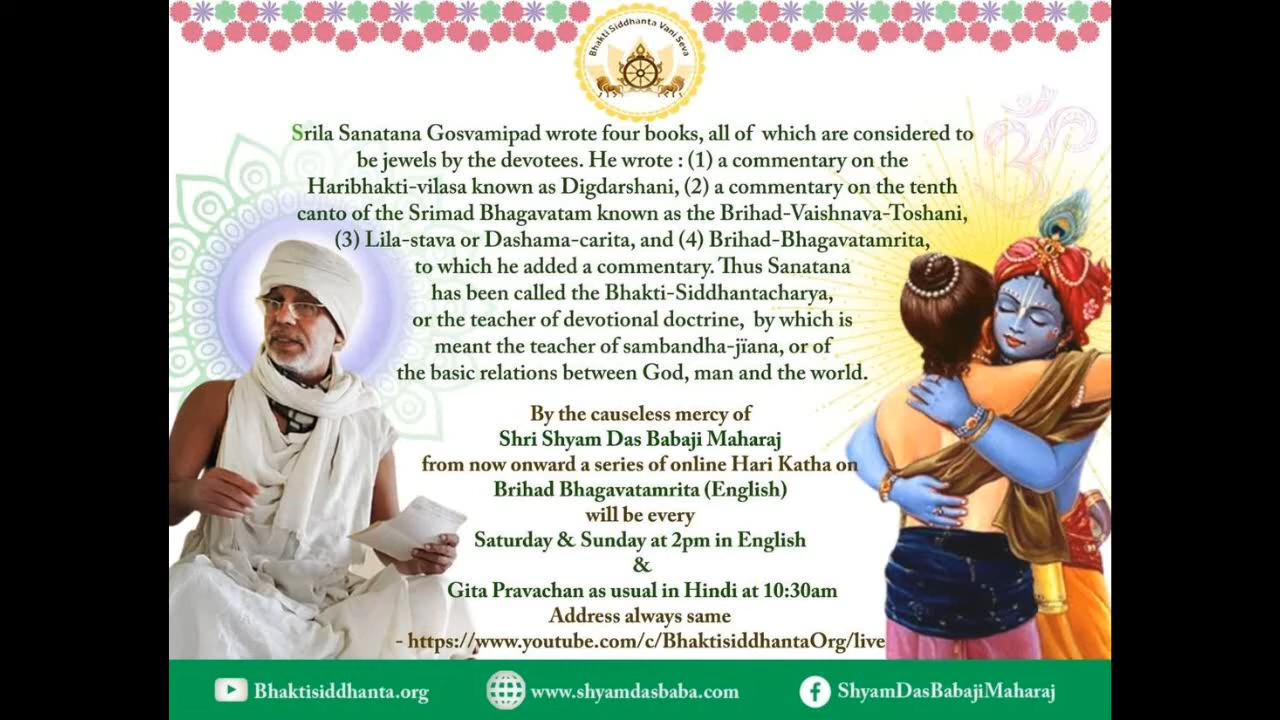 Bhakti Siddhanta Vani Seva
Srila Sanatana Gosvamipad wrote four books, all of which are considered to
be jewels by the devotees. He wrote : (1) a commentary on the
Haribhakti-vilasa known as Digdarshani, (2) a commentary on the tenth
canto of the Srimad Bhagavatam known as the Brihad-Vaishnava-Toshani,
(3) Lila-stava or Dashama-carita, and (4) Brihad-Bhagavatamrita,
to which he added a commentary. Thus Sanatana
has been called the Bhakti-Siddhantacharya,
or the teacher of devotional doctrine, by which is
meant the teacher of sambandha-jïana, or of
the basic relations between God, man and the world.
By the causeless mercy of
Shri Shyam Das Babaji Maharaj
from now onward a series of online Hari Katha on
Brihad Bhagavatamrita (English)
will be every
Saturday & Sunday at 2pm in English
&
Gita Pravachan as usual in Hindi at 10:30am
Address always same
- https://www.youtube.com/c/BhaktisiddhantaOrg/live
Bhaktisiddhanta.org
www.shyamdasbaba.com
ShyamDasBabajiMaharaj
ॐ